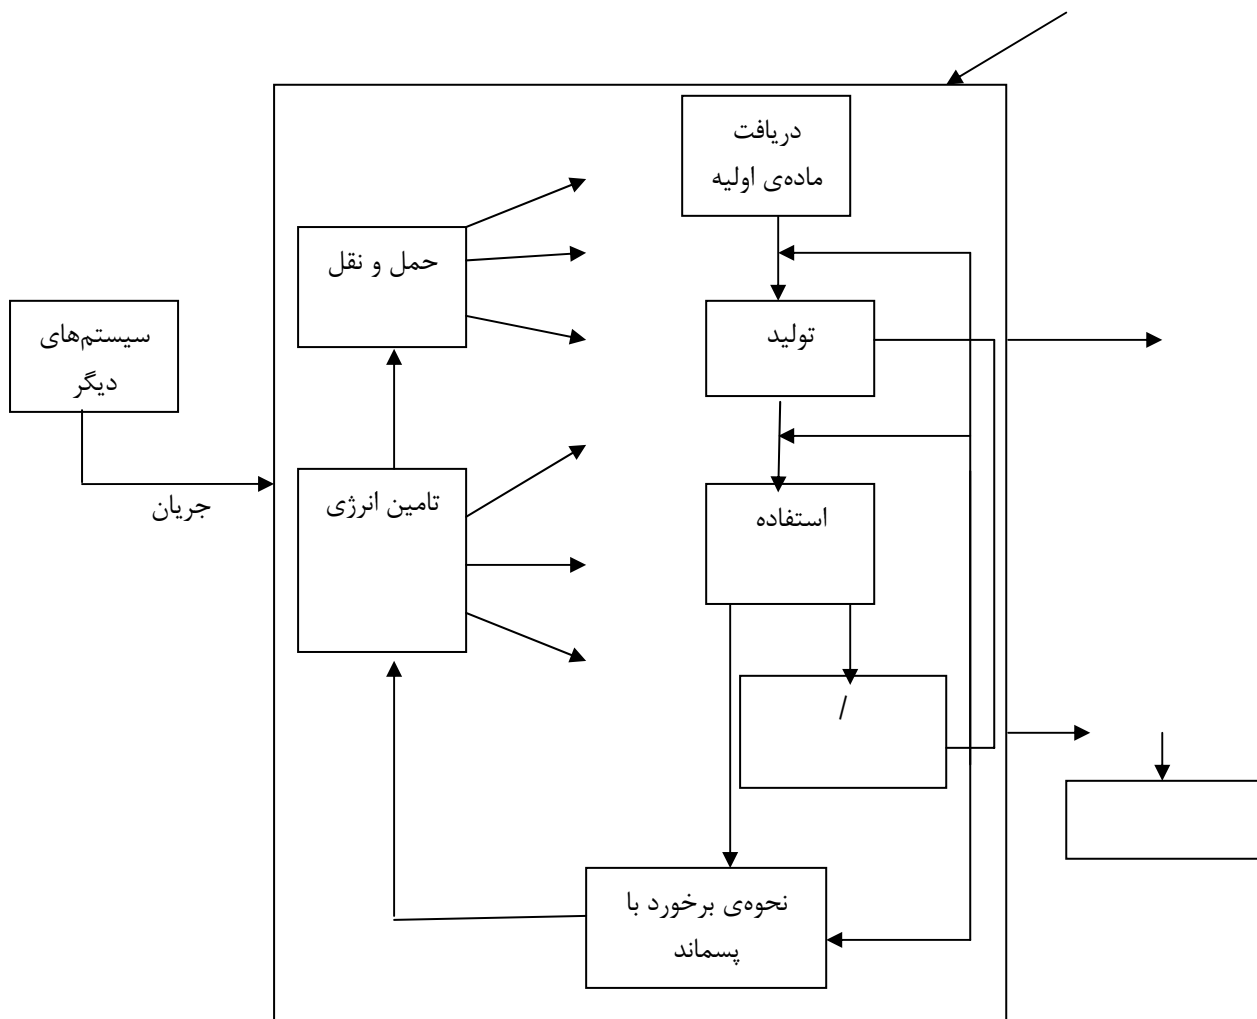 دریافت
ماده‌ی اولیه
حمل و نقل
سیستم‌های
دیگر
تولید
جریان
تامین انرژی
استفاده
/
نحوه‌ی برخورد با
پسماند